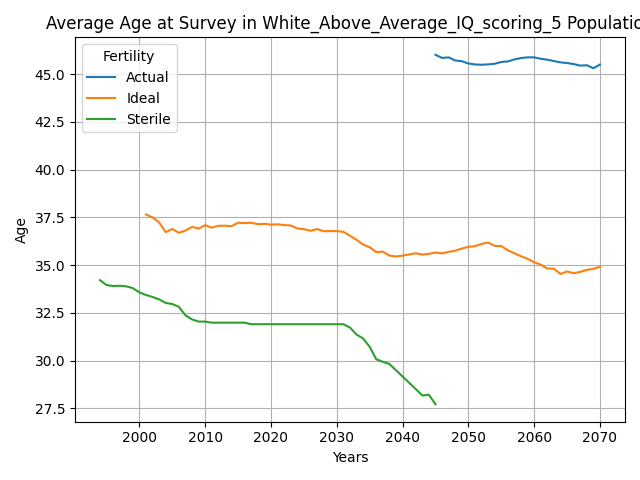 Average Age at Survey in White_Above_Average_IQ_scoring_5 Populatio
Fertility
Actual
Ideal
Sterile
45.0
42.5
40.0
37.5
35.0
32.5
30.0
27.5
Age
2000 2010 2020 2030 2040 2050 2060 2070
Years